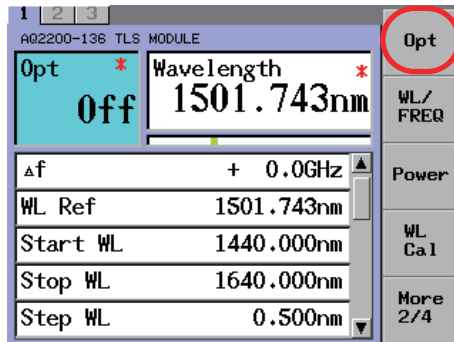 1 2 3
AQ2200-136 TLS MODULE
Opt *
Off
Wavelength *
1501.743nm
△f + 0.0GHz
WL Ref 1501.743nm
Start WL 1440.000nm
Stop WL 1640.000nm
Step WL 0.500nm
Opt
WL/
FREQ
Power
WL
Cal
More
2/4